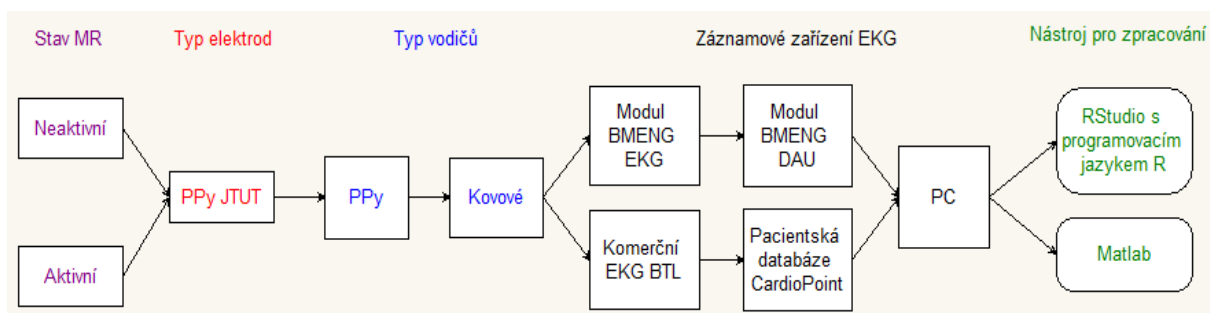 Stav MR
Typ elektrod
Typ vodičů
Záznamové zařízení EKG
Nástroj pro zpracování
Neaktivní
Aktivní
PPy JTUT
PPy
Kovové
Modul
BMENG
EKG
Modul
BMENG
DAU
Komerční
EKG BTL
Pacientská
databáze
CardioPoint
PC
RStudio s
programovacím
jazykem R
Matlab